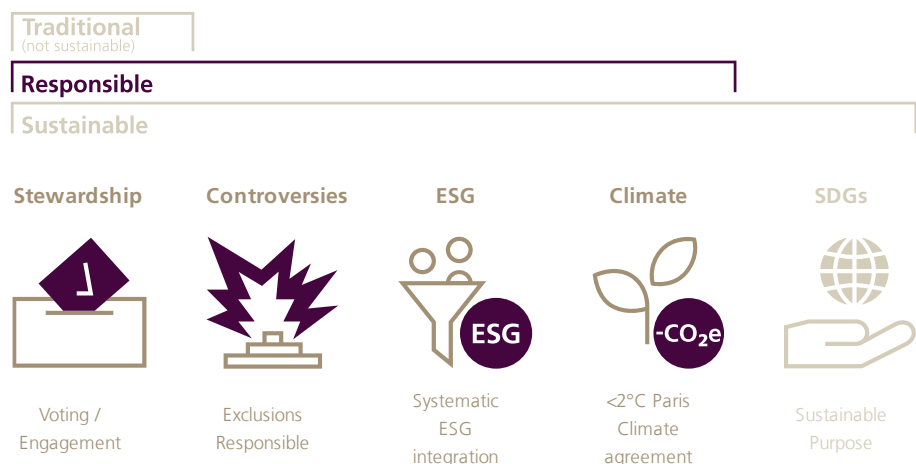 Traditional
(not sustainable)
Responsible
Sustainable
Stewardship
Controversies
ESG
Climate
SDGs
ESG
-CO₂e
Voting /
Engagement
Exclusions
Responsible
Systematic
ESG
integration
<2°C Paris
Climate
agreement
Sustainable
Purpose